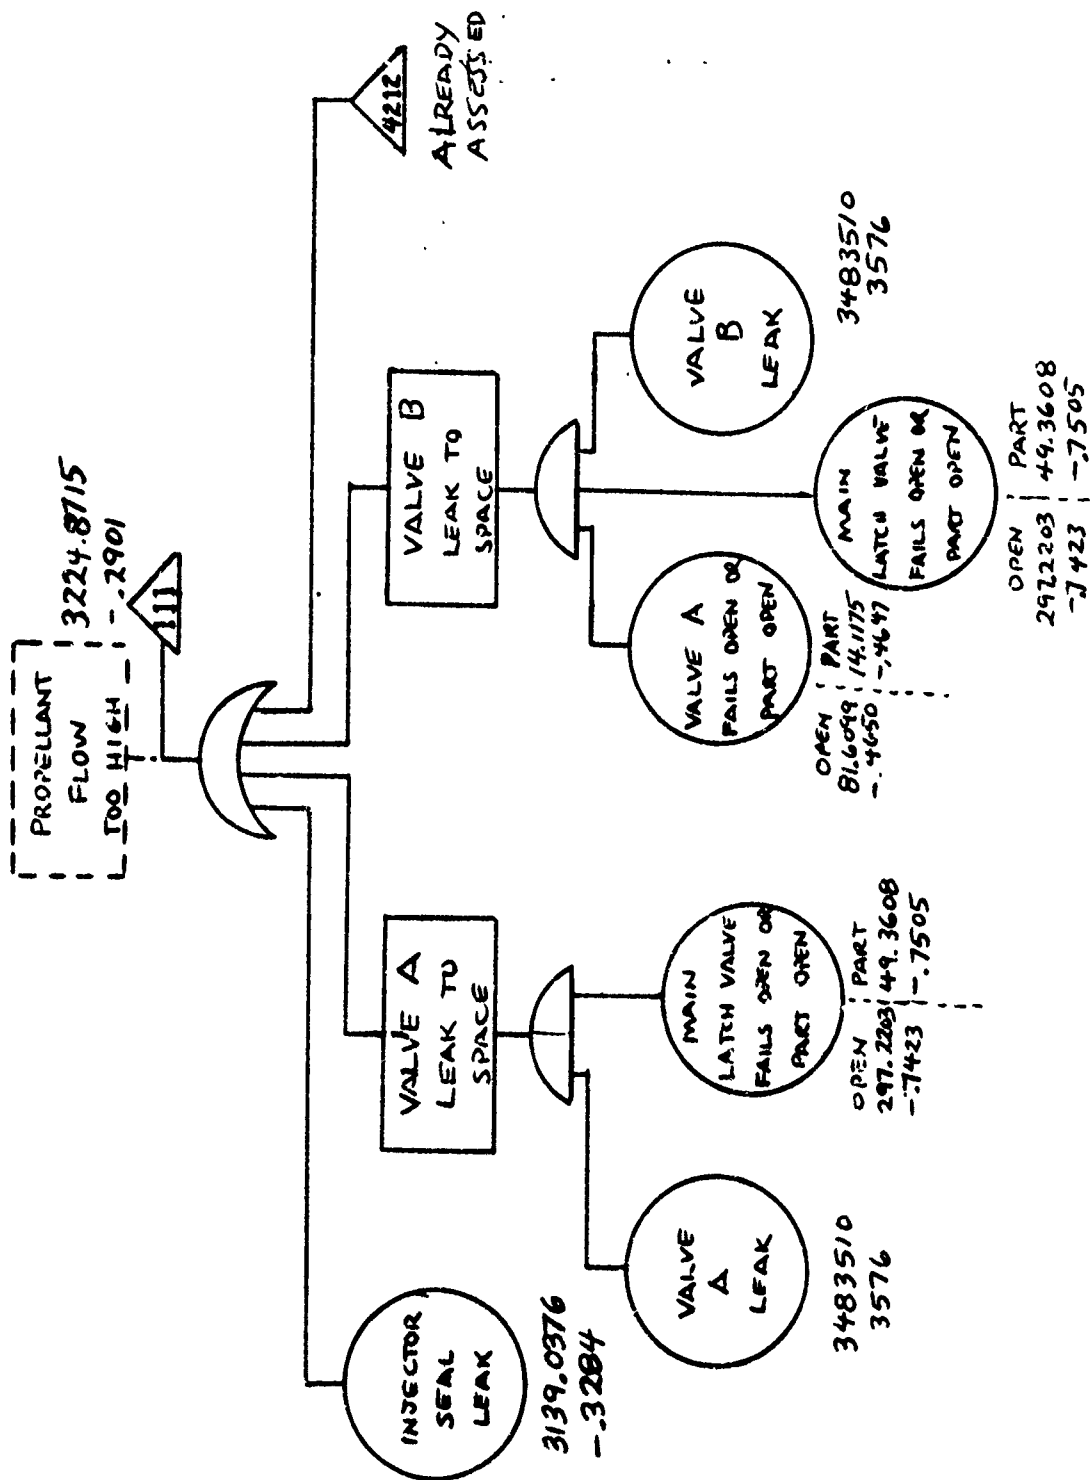 PROPELLANT
FLOW
TOO HIGH
3224.8715
-.2901
111
4212
ALREADY
ASSESSED
VALVE A
LEAK TO
SPACE
VALVE B
LEAK TO
SPACE
INJECTOR
SEAL
LEAK
3139.0376
-.3284
VALVE
A
LEAK
3483510
3576
MAIN
LATCH VALVE
FAILS OPEN OR
PART OPEN
OPEN PART
297.2203 49.3608
-.7423 -.7505
VALVE A
FAILS OPEN OR
PART OPEN
OPEN PART
81.6099 14.1175
-.4650 -.4697
MAIN
LATCH VALVE
FAILS OPEN OR
PART OPEN
OPEN PART
297.2203 49.3608
-.7423 -.7505
VALVE
B
LEAK
3483510
3576